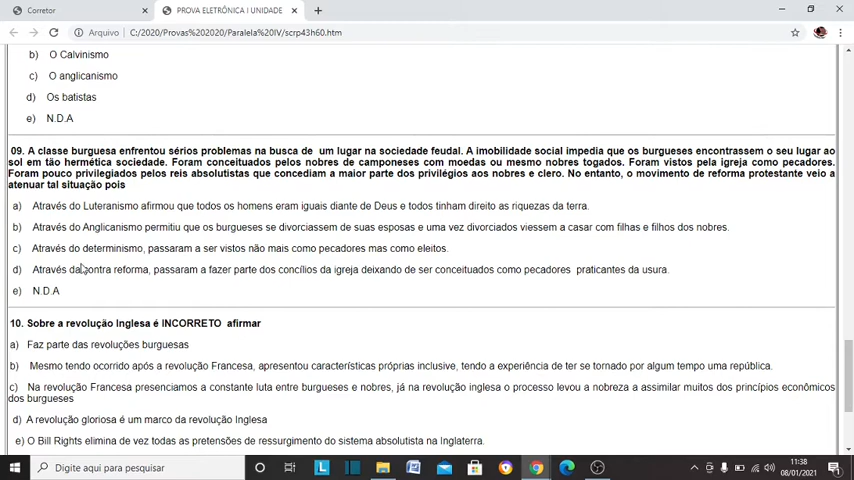 Corretor
PROVA ELETRÔNICA I UNIDADE
Arquivo
C:/2020/Provas%202020/Paralela%20IV/scrp43h60.htm
b) O Calvinismo
c) O anglicanismo
d) Os batistas
e) N.D.A
09. A classe burguesa enfrentou sérios problemas na busca de um lugar na sociedade feudal. A imobilidade social impedia que os burgueses encontrassem o seu lugar ao
sol em tão hermética sociedade. Foram conceituados pelos nobres de camponeses com moedas ou mesmo nobres togados. Foram vistos pela igreja como pecadores.
Foram pouco privilegiados pelos reis absolutistas que concediam a maior parte dos privilégios aos nobres e clero. No entanto, o movimento de reforma protestante veio a
atenuar tal situação pois
a) Através do Luteranismo afirmou que todos os homens eram iguais diante de Deus e todos tinham direito as riquezas da terra.
b) Através do Anglicanismo permitiu que os burgueses se divorciassem de suas esposas e uma vez divorciados viessem a casar com filhas e filhos dos nobres.
c) Através do determinismo, passaram a ser vistos não mais como pecadores mas como eleitos.
d) Através da contra reforma, passaram a fazer parte dos concílios da igreja deixando de ser conceituados como pecadores praticantes da usura.
e) N.D.A
10. Sobre a revolução Inglesa é INCORRETO afirmar
a) Faz parte das revoluções burguesas
b) Mesmo tendo ocorrido após a revolução Francesa, apresentou características próprias inclusive, tendo a experiência de ter se tornado por algum tempo uma república.
c) Na revolução Francesa presenciamos a constante luta entre burgueses e nobres, já na revolução inglesa o processo levou a nobreza a assimilar muitos dos princípios econômicos
dos burgueses
d) A revolução gloriosa é um marco da revolução Inglesa
e) O Bill Rights elimina de vez todas as pretensões de ressurgimento do sistema absolutista na Inglaterra.
Digite aqui para pesquisar
L
11:38
08/01/2021